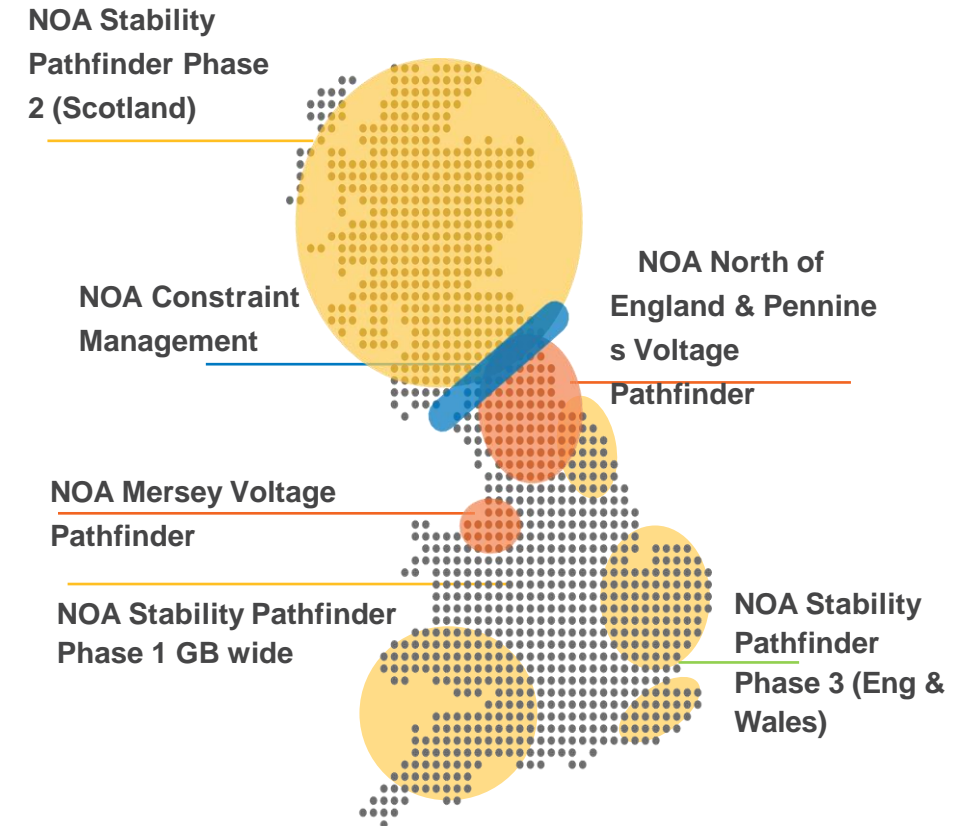 NOA Stability
Pathfinder Phase
2 (Scotland)
NOA North of
England & Pennine
s Voltage
Pathfinder
NOA Constraint
Management
NOA Mersey Voltage
Pathfinder
NOA Stability Pathfinder
Phase 1 GB wide
NOA Stability
Pathfinder
Phase 3 (Eng &
Wales)